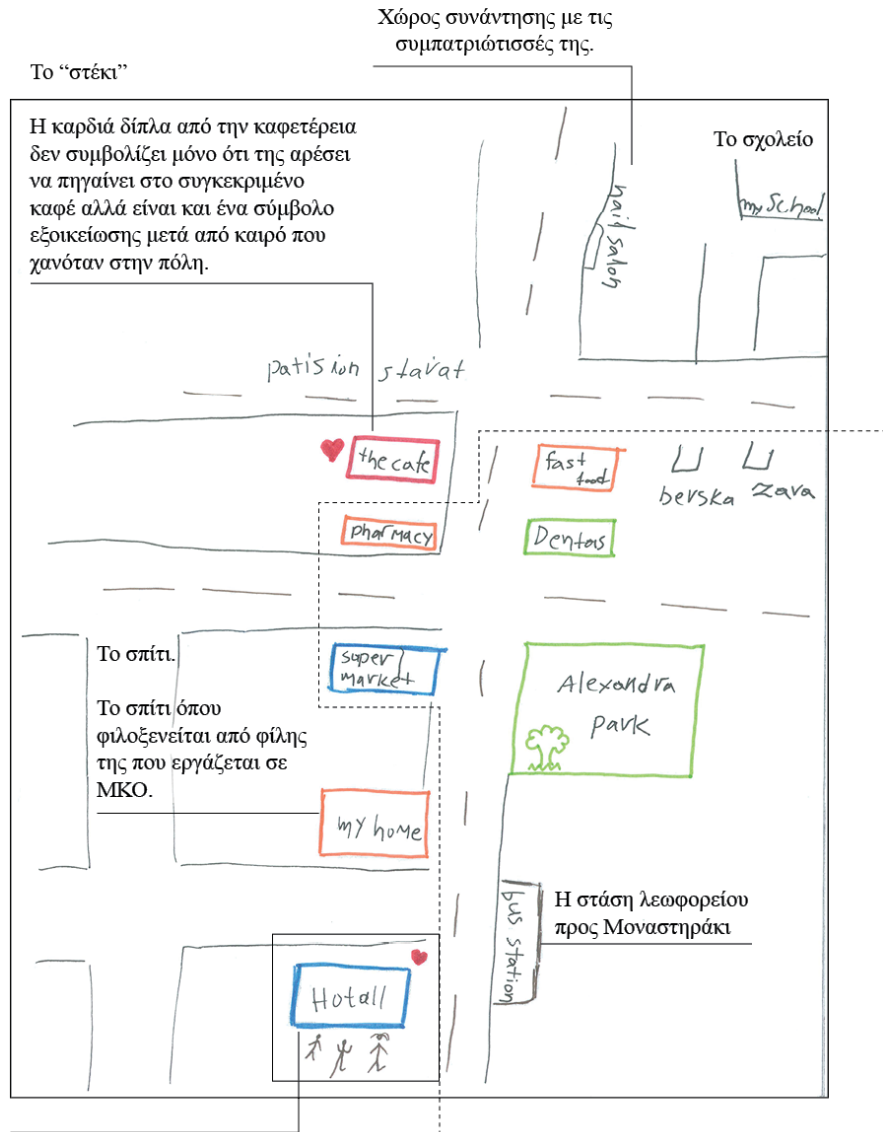 Χώρος συνάντησης με τις
συμπατριώτισσές της.
Το “στέκι”
Η καρδιά δίπλα από την καφετέρεια
δεν συμβολίζει μόνο ότι της αρέσει
να πηγαίνει στο συγκεκριμένο
καφέ αλλά είναι και ένα σύμβολο
εξοικείωσης μετά από καιρό που
χανόταν στην πόλη.
Το σχολείο
my School
nail salon
patision stavat
the cafe
fast
food
berska
zara
pharmacy
Dentas
Το σπίτι.
Το σπίτι όπου
φιλοξενείται από φίλης
της που εργάζεται σε
ΜΚΟ.
super
market
Alexandra
park
my home
bus station
Η στάση λεωφορείου
προς Μοναστηράκι
Hotall